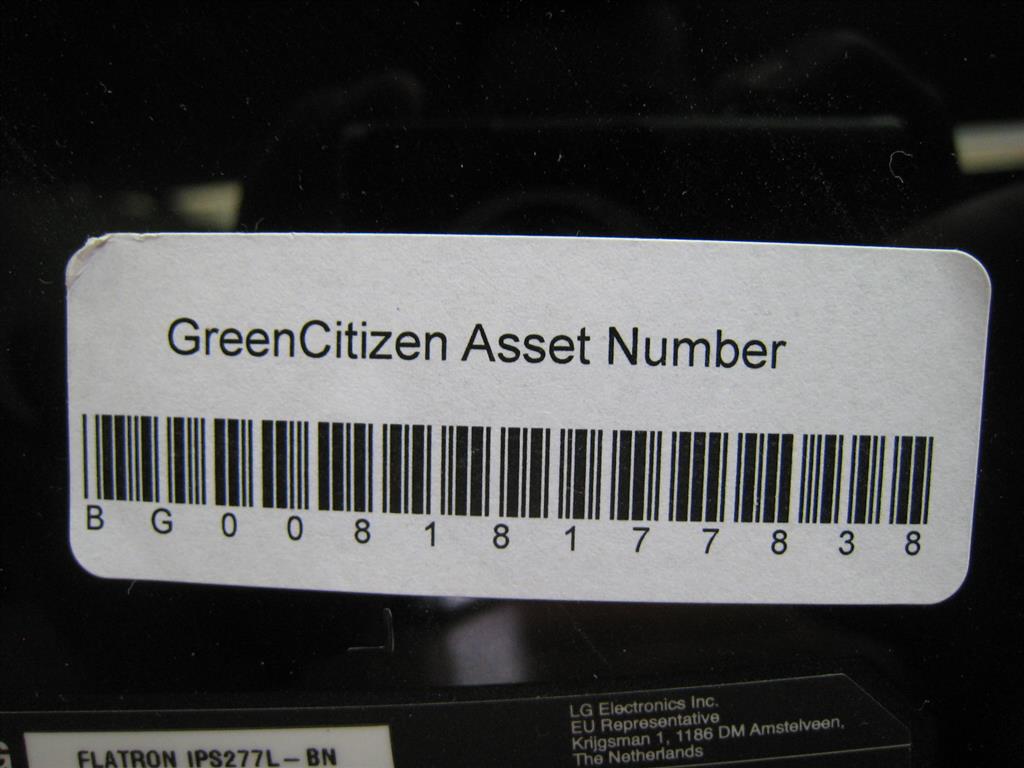 GreenCitizen Asset Number
B G 0 0 8 1 8 1 7 7 8 3 8
LG Electronics Inc.
EU Representative
Krijgsman 1, 1186 DM Amstelveen,
The Netherlands
G
FLATRON IPS277L-BN